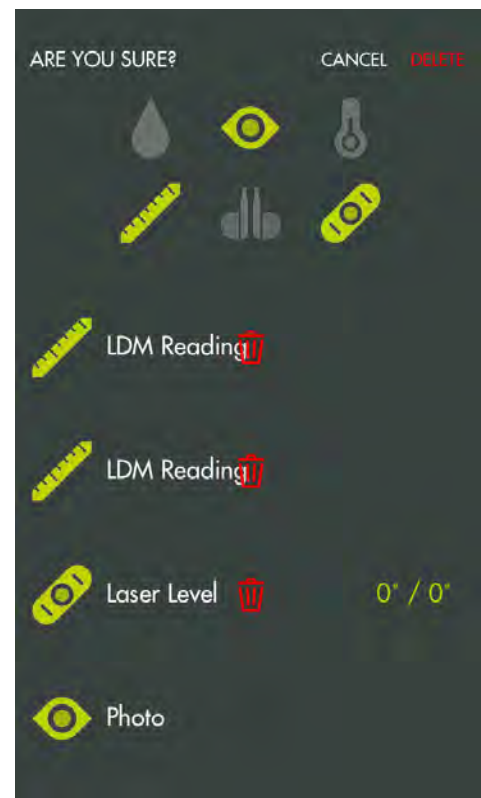 ARE YOU SURE? CANCEL DELETE
LDM Reading
LDM Reading
Laser Level 0° / 0°
Photo